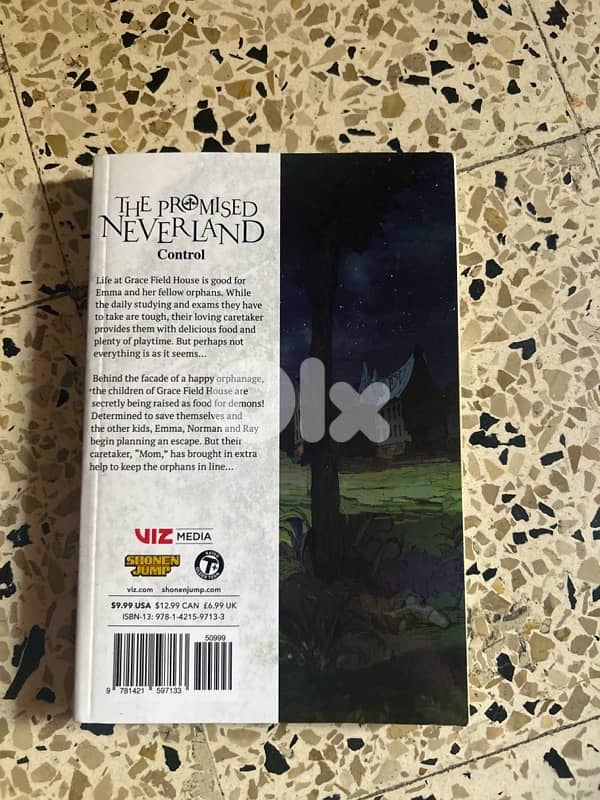 THE PROMISED
NEVERLAND
Control
Life at Grace Field House is good for
Emma and her fellow orphans. While
the daily studying and exams they have
to take are tough, their loving caretaker
provides them with delicious food and
plenty of playtime. But perhaps not
everything is as it seems…
Behind the facade of a happy orphanage,
the children of Grace Field House are
secretly being raised as food for demons!
Determined to save themselves and
the other kids, Emma, Norman and Ray
begin planning an escape. But their
caretaker, “Mom,” has brought in extra
help to keep the orphans in line…
olx
VIZ MEDIA
SHONEN
JUMP
T+
viz.com shonenjump.com
$9.99 USA $12.99 CAN £6.99 UK
ISBN-13: 978-1-4215-9713-3
50999
9 781421 597133